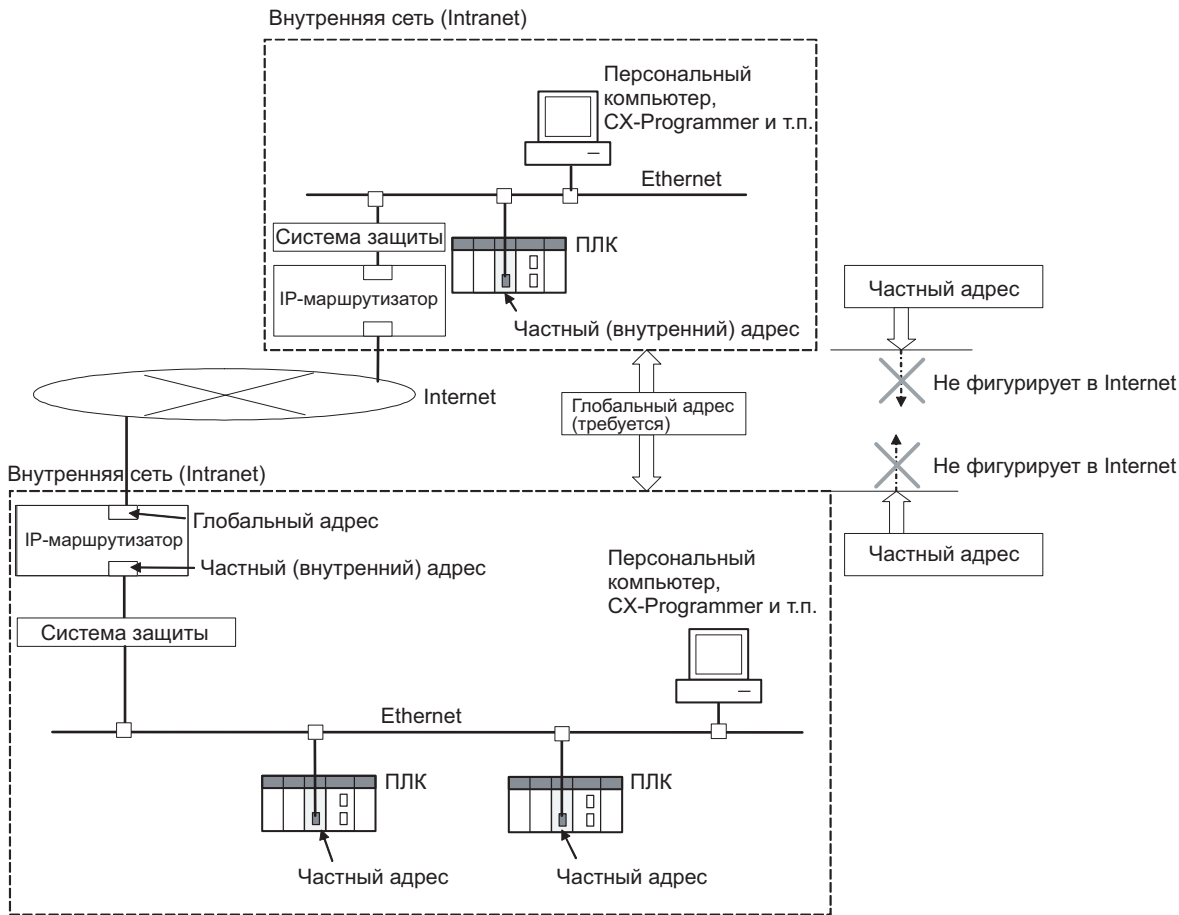 Внутренняя сеть (Intranet)
Персональный
компьютер,
CX-Programmer и т.п.
Ethernet
Система защиты
ПЛК
IP-маршрутизатор
Частный (внутренний) адрес
Частный адрес
Не фигурирует в Internet
Internet
Глобальный адрес
(требуется)
Не фигурирует в Internet
Частный адрес
Внутренняя сеть (Intranet)
Глобальный адрес
IP-маршрутизатор
Частный (внутренний) адрес
Персональный
компьютер,
CX-Programmer и т.п.
Система защиты
Ethernet
ПЛК
ПЛК
Частный адрес
Частный адрес